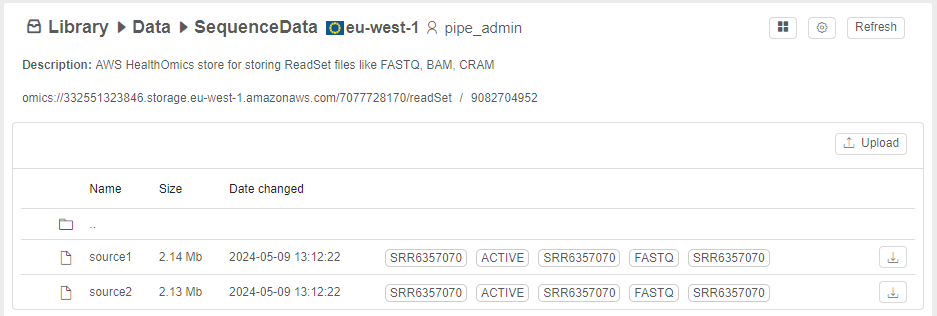 Library Data SequenceData eu-west-1 pipe_admin Refresh
Description: AWS HealthOmics store for storing ReadSet files like FASTQ, BAM, CRAM
omics://332551323846.storage.eu-west-1.amazonaws.com/7077728170/readSet / 9082704952
Upload
Name Size Date changed
..
source1 2.14 Mb 2024-05-09 13:12:22 SRR6357070 ACTIVE SRR6357070 FASTQ SRR6357070
source2 2.13 Mb 2024-05-09 13:12:22 SRR6357070 ACTIVE SRR6357070 FASTQ SRR6357070